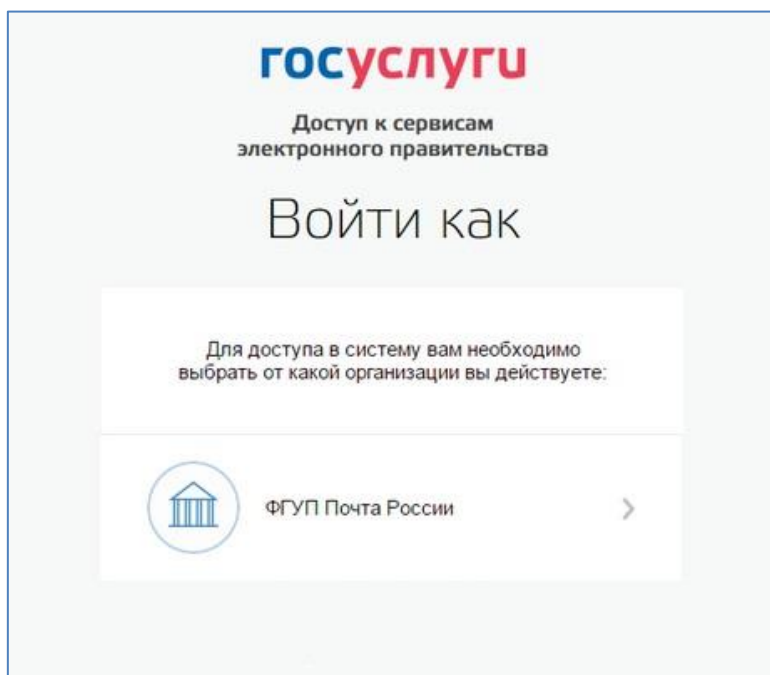 госуслуги
Доступ к сервисам
электронного правительства
Войти как
Для доступа в систему вам необходимо
выбрать от какой организации вы действуете:
ФГУП Почта России